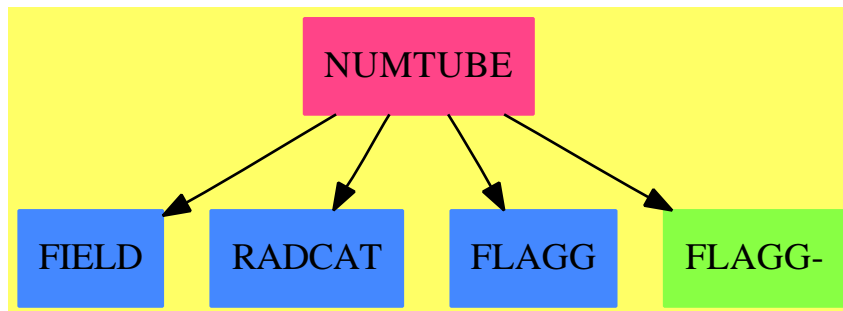 NUMTUBE
FIELD
RADCAT
FLAGG
FLAGG-